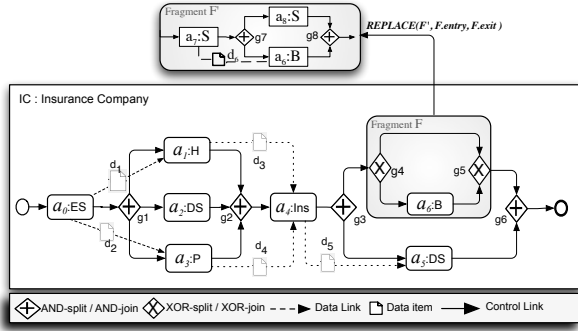 Fragment F'
a7:S
d6
g7
a8:S
a6:B
g8
REPLACE(F', F.entry, F.exit)
IC : Insurance Company
Fragment F
a0:ES
d1
d2
g1
a1:H
a2:DS
a3:P
g2
d3
d4
a4:Ins
d5
g3
g4
a6:B
g5
a5:DS
g6
AND-split / AND-join
XOR-split / XOR-join
Data Link
Data item
Control Link